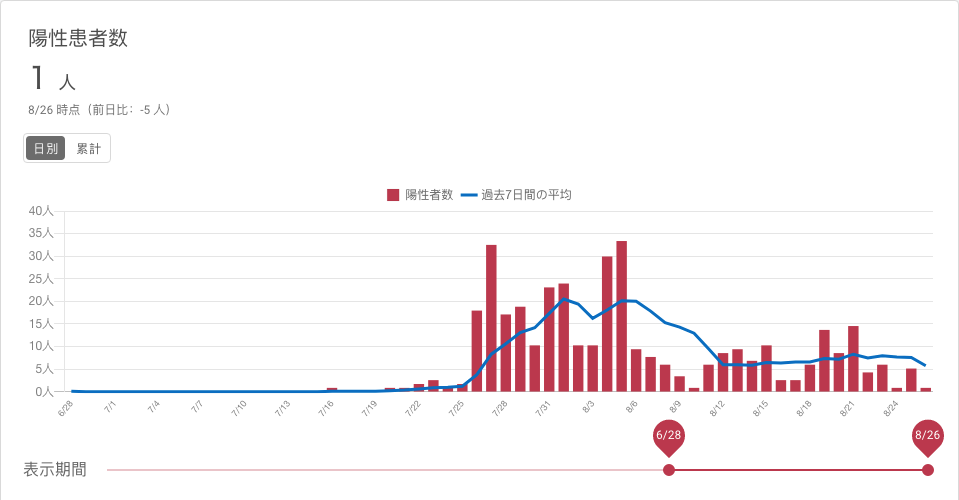 陽性患者数
1 人
8/26 時点（前日比：-5 人）
日別 累計
陽性者数 過去7日間の平均
40人
35人
30人
25人
20人
15人
10人
5人
0人
6/28 7/1 7/4 7/7 7/10 7/13 7/16 7/19 7/22 7/25 7/28 7/31 8/3 8/6 8/9 8/12 8/15 8/18 8/21 8/24
6/28 8/26
表示期間